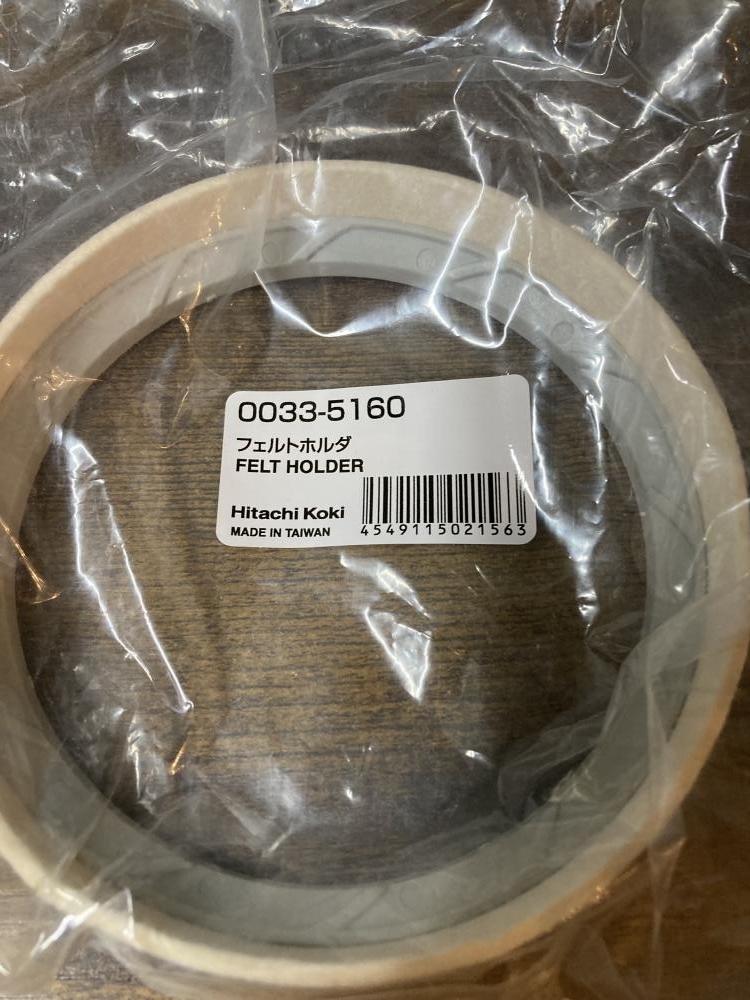 0033-5160
フェルトホルダ
FELT HOLDER
Hitachi Koki
MADE IN TAIWAN
4549115021563